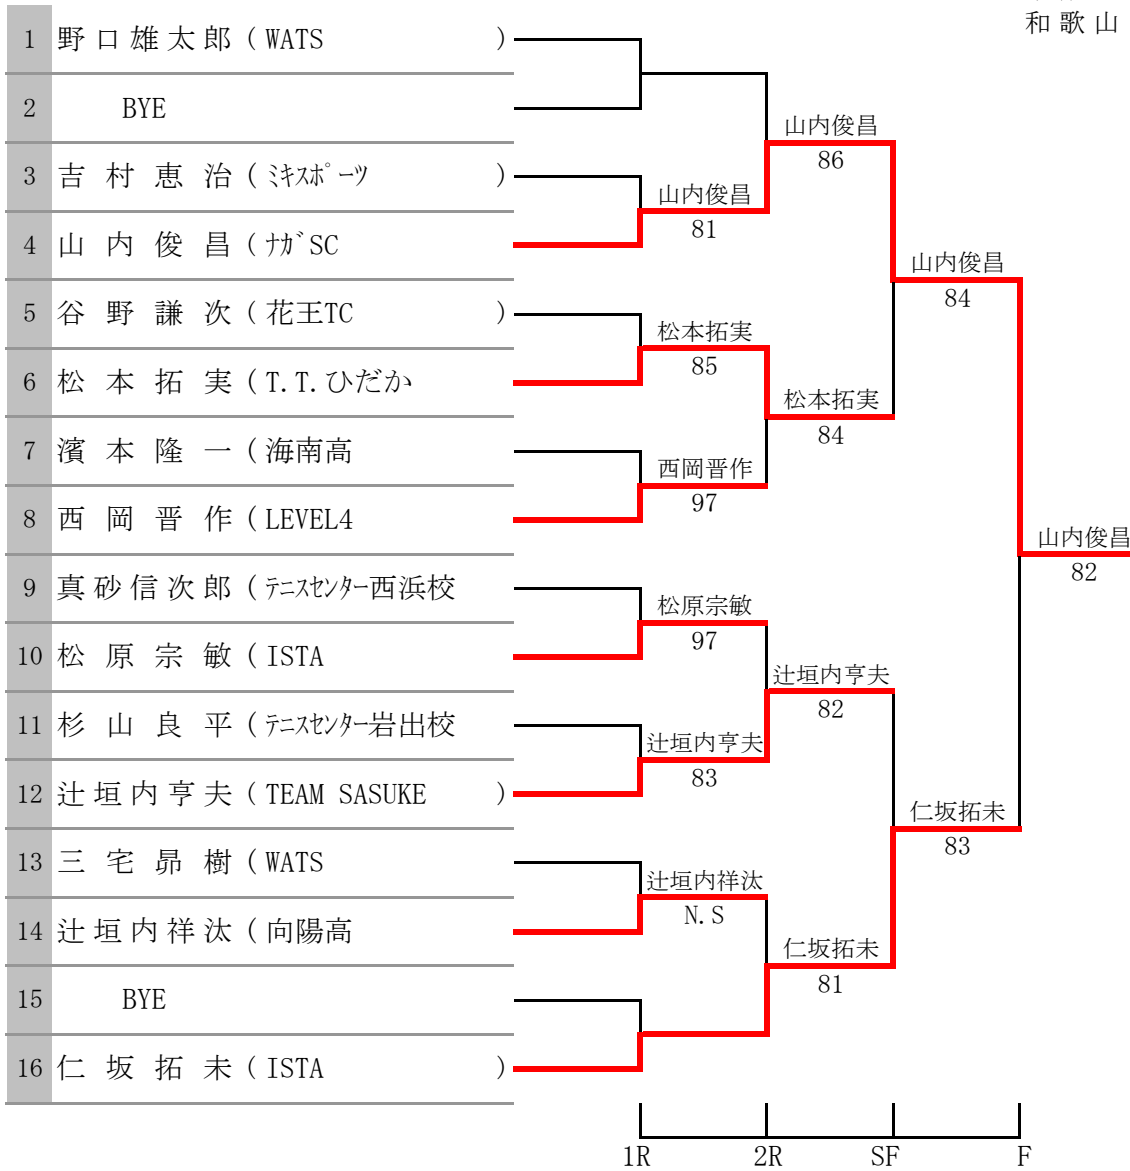 和歌山
1 野口雄太郎 ( WATS )
2 BYE
3 吉村恵治 ( ﾐｷｽﾎﾟｰﾂ )
4 山内俊昌 ( ﾅｶﾞSC
5 谷野謙次 ( 花王TC )
6 松本拓実 ( T.T.ひだか
7 濱本隆一 ( 海南高
8 西岡晋作 ( LEVEL4
9 真砂信次郎 ( ﾃﾆｽｾﾝﾀｰ西浜校
10 松原宗敏 ( ISTA
11 杉山良平 ( ﾃﾆｽｾﾝﾀｰ岩出校
12 辻垣内亨夫 ( TEAM SASUKE )
13 三宅昴樹 ( WATS
14 辻垣内祥汰 ( 向陽高
15 BYE
16 仁坂拓未 ( ISTA )
山内俊昌
81
松本拓実
85
西岡晋作
97
松原宗敏
97
辻垣内亨夫
83
辻垣内祥汰
N.S
山内俊昌
86
松本拓実
84
辻垣内亨夫
82
仁坂拓未
81
山内俊昌
84
仁坂拓未
83
山内俊昌
82
1R 2R SF F